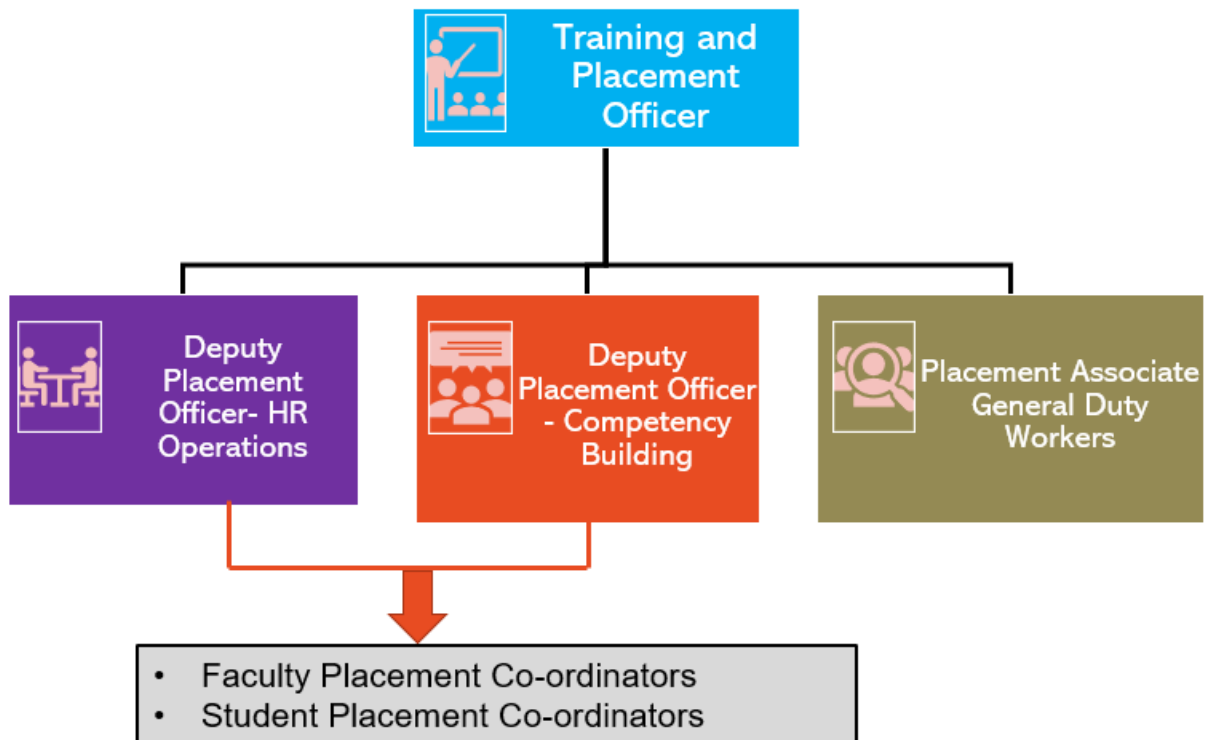 Training and
Placement
Officer
Deputy
Placement
Officer- HR
Operations
Deputy
Placement Officer
- Competency
Building
Placement Associate
General Duty
Workers
• Faculty Placement Co-ordinators
• Student Placement Co-ordinators